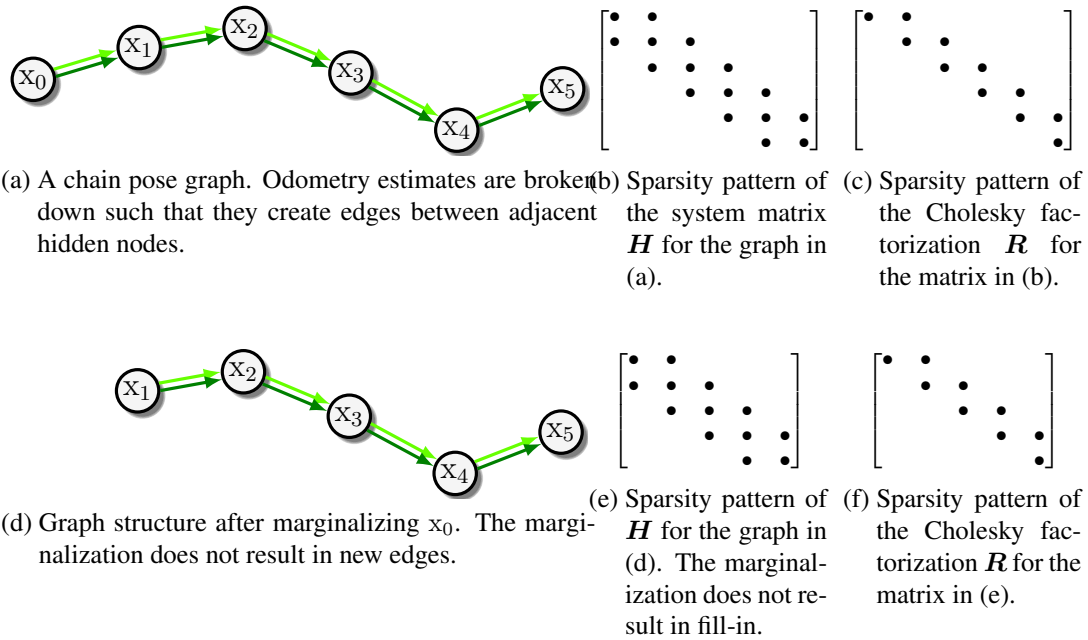 x0
x1
x2
x3
x4
x5
(a) A chain pose graph. Odometry estimates are broken
down such that they create edges between adjacent
hidden nodes.
(b) Sparsity pattern of
the system matrix
H for the graph in
(a).
(c) Sparsity pattern of
the Cholesky fac-
torization R for
the matrix in (b).
x1
x2
x3
x4
x5
(d) Graph structure after marginalizing x0. The margi-
nalization does not result in new edges.
(e) Sparsity pattern of
H for the graph in
(d). The marginal-
ization does not re-
sult in fill-in.
(f) Sparsity pattern of
the Cholesky fac-
torization R for the
matrix in (e).